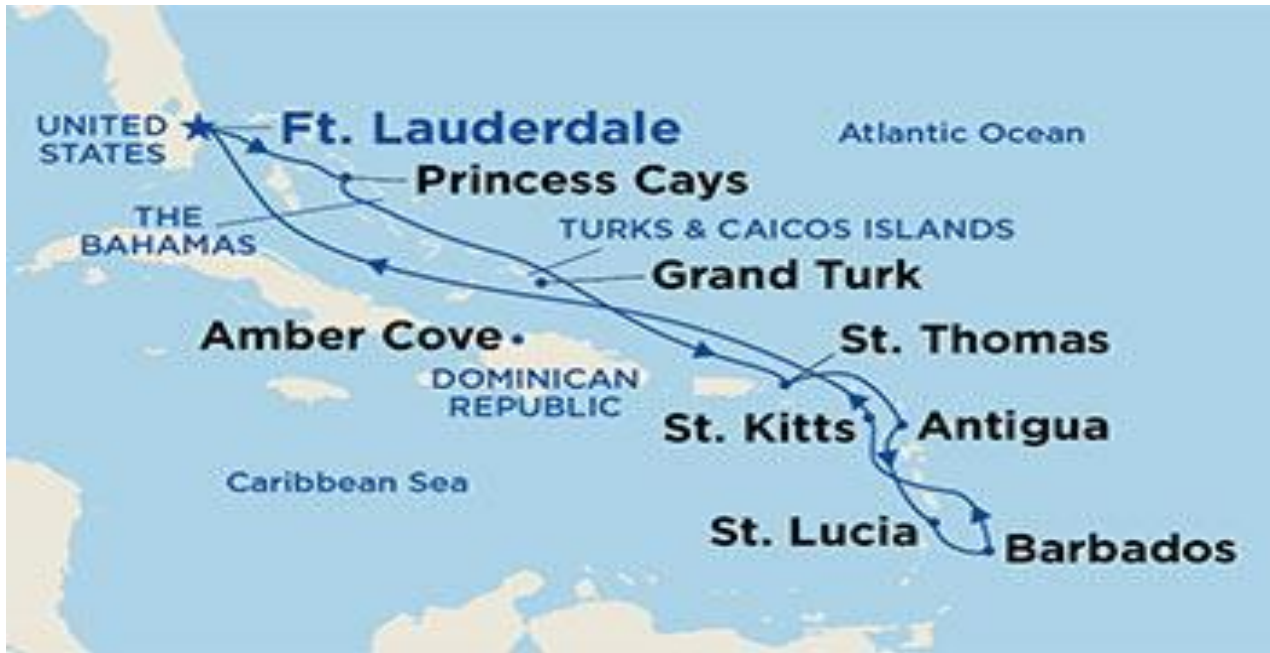 UNITED
STATES
Ft. Lauderdale
Atlantic Ocean
Princess Cays
THE
BAHAMAS
TURKS & CAICOS ISLANDS
Grand Turk
Amber Cove
St. Thomas
DOMINICAN
REPUBLIC
St. Kitts
Antigua
Caribbean Sea
St. Lucia
Barbados